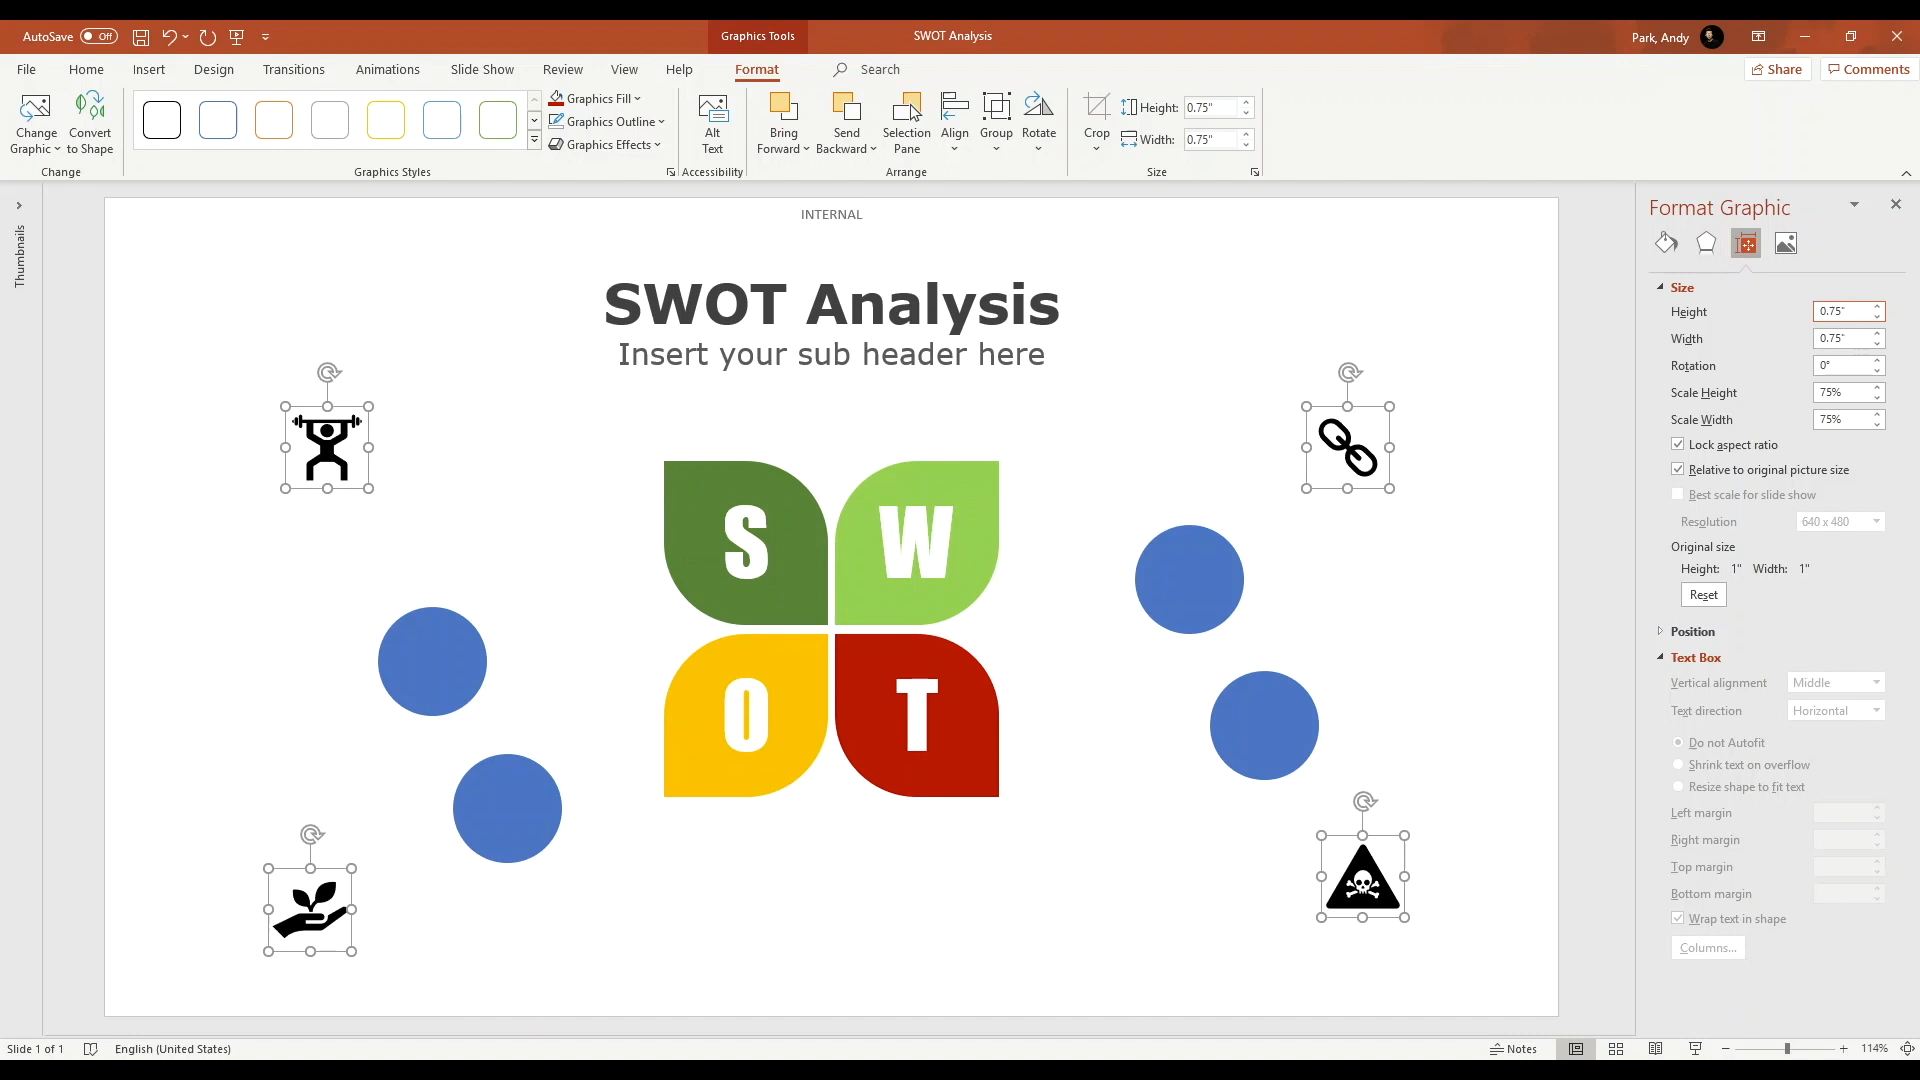 AutoSave Off
Graphics Tools
SWOT Analysis
Park, Andy
File Home Insert Design Transitions Animations Slide Show Review View Help Format Search
Share Comments
Change Graphic
Convert to Shape
Change
Graphics Fill
Graphics Outline
Graphics Effects
Graphics Styles
Alt Text
Accessibility
Bring Forward
Send Backward
Selection Pane
Align
Group
Rotate
Arrange
Crop
Height: 0.75"
Width: 0.75"
Size
Thumbnails
INTERNAL
SWOT Analysis
Insert your sub header here
S W
O T
Format Graphic
Size
Height 0.75"
Width 0.75"
Rotation 0°
Scale Height 75%
Scale Width 75%
Lock aspect ratio
Relative to original picture size
Best scale for slide show
Resolution 640 x 480
Original size
Height: 1" Width: 1"
Reset
Position
Text Box
Vertical alignment Middle
Text direction Horizontal
Do not Autofit
Shrink text on overflow
Resize shape to fit text
Left margin
Right margin
Top margin
Bottom margin
Wrap text in shape
Columns...
Slide 1 of 1 English (United States) Notes 114%